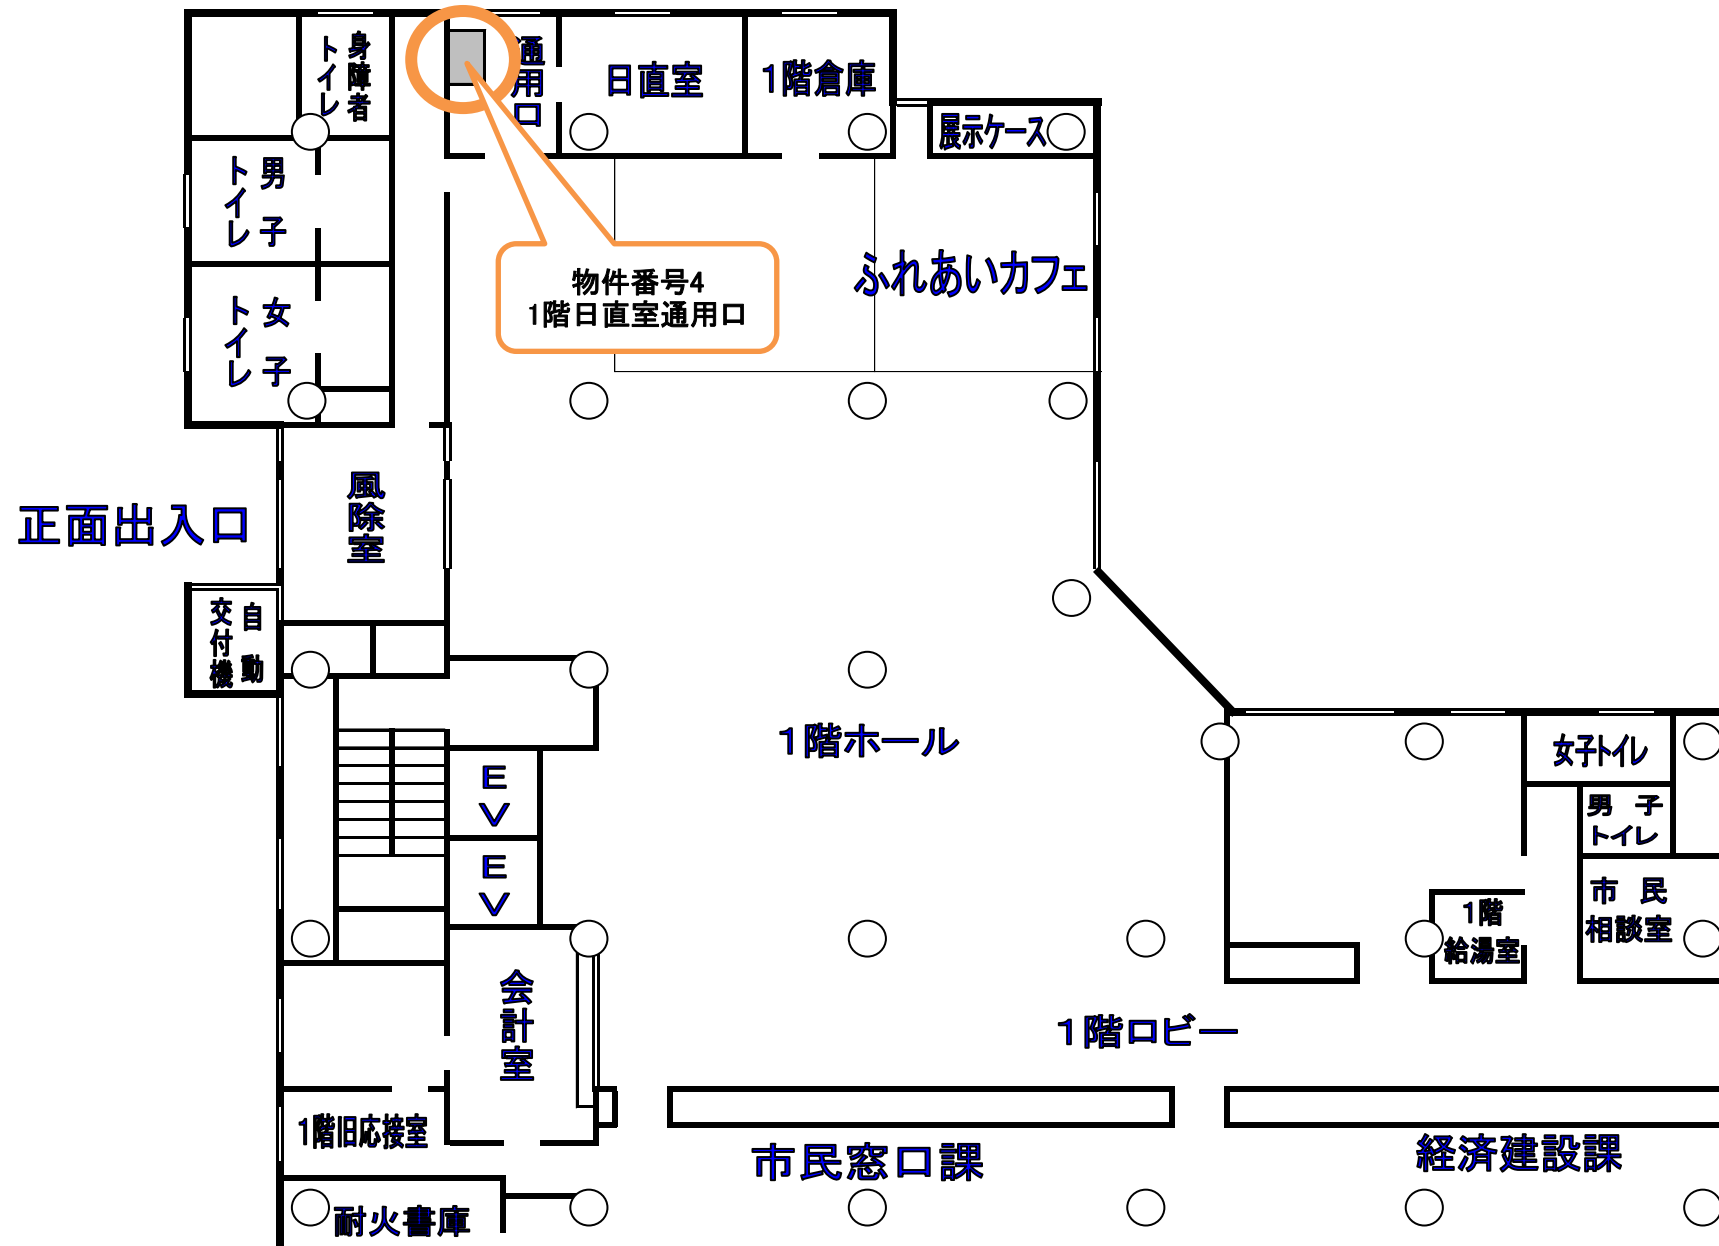 身障者
トイレ
通用口
日直室
1階倉庫
展示ケース
男子
トイレ
物件番号4
1階日直室通用口
ふれあいカフェ
女子
トイレ
正面出入口
風除室
自動
交付機
1階ホール
EV
EV
女子トイレ
男子
トイレ
市民
相談室
1階
給湯室
会計室
1階ロビー
1階旧応接室
市民窓口課
経済建設課
耐火書庫